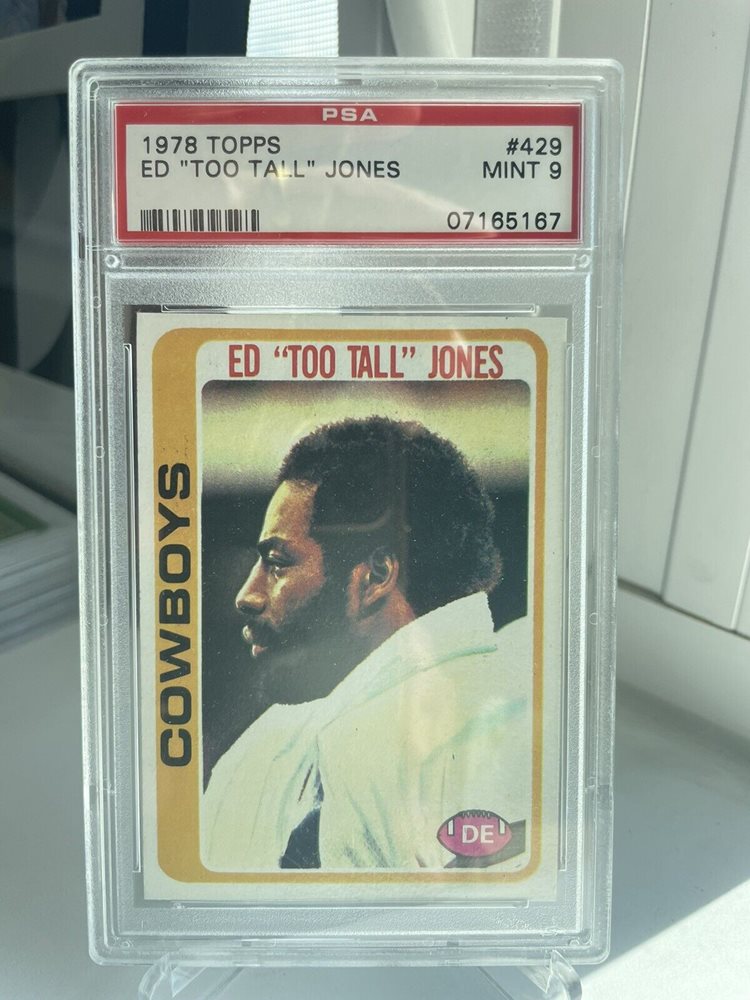 PSA
1978 TOPPS #429
ED "TOO TALL" JONES MINT 9
07165167
ED “TOO TALL” JONES
COWBOYS
DE